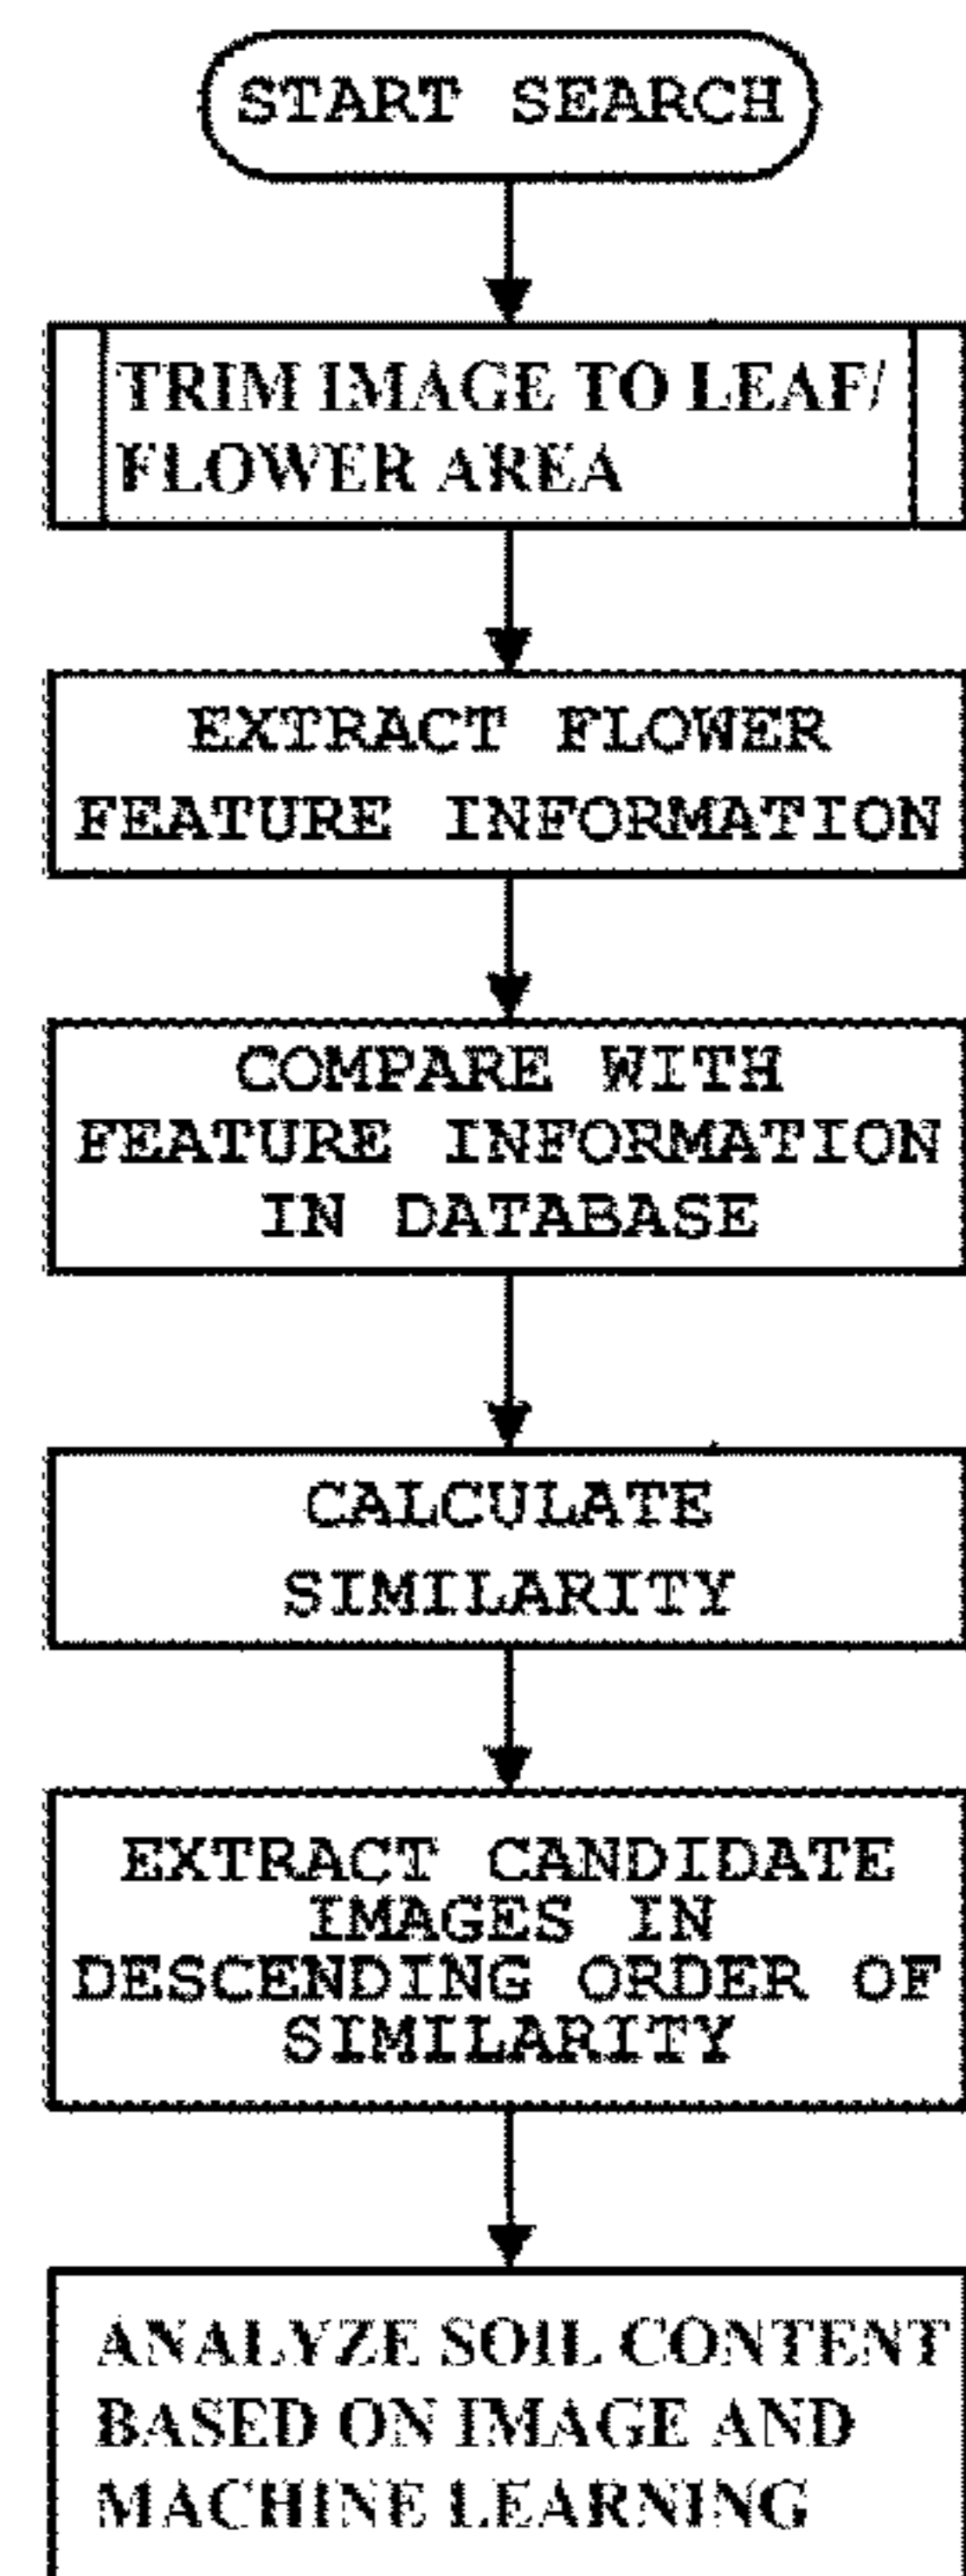 START SEARCH
TRIM IMAGE TO LEAF/
FLOWER AREA
EXTRACT FLOWER
FEATURE INFORMATION
COMPARE WITH
FEATURE INFORMATION
IN DATABASE
CALCULATE
SIMILARITY
EXTRACT CANDIDATE
IMAGES IN
DESCENDING ORDER OF
SIMILARITY
ANALYZE SOIL CONTENT
BASED ON IMAGE AND
MACHINE LEARNING